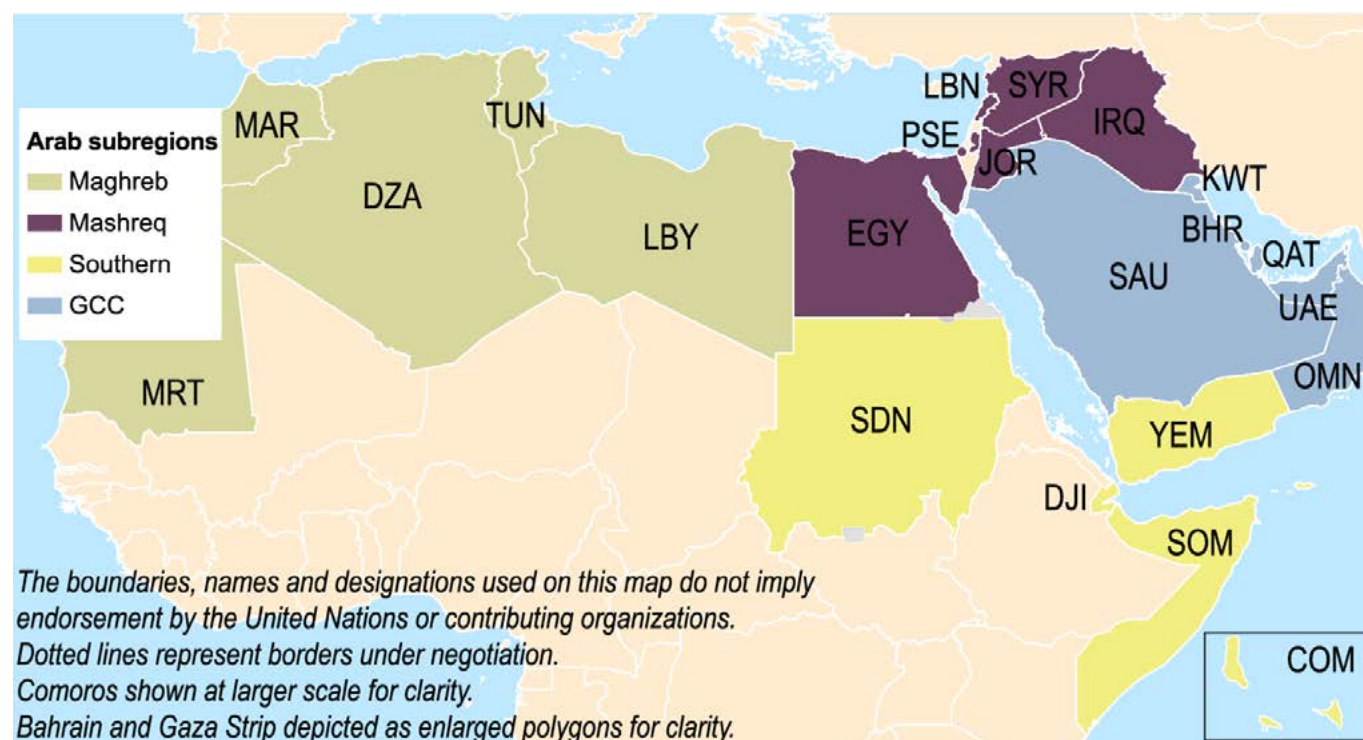 LBN
SYR
MAR
TUN
PSE
IRQ
Arab subregions
Maghreb
Mashreq
Southern
GCC
JOR
KWT
DZA
LBY
EGY
BHR
QAT
SAU
UAE
MRT
OMN
SDN
YEM
DJI
SOM
The boundaries, names and designations used on this map do not imply
endorsement by the United Nations or contributing organizations.
Dotted lines represent borders under negotiation.
Comoros shown at larger scale for clarity.
Bahrain and Gaza Strip depicted as enlarged polygons for clarity.
COM